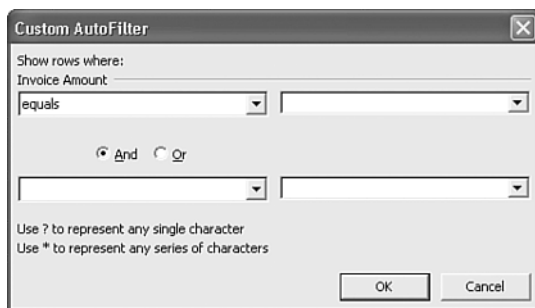 Custom AutoFilter
Show rows where:
Invoice Amount
equals
And Or
Use ? to represent any single character
Use * to represent any series of characters
OK Cancel